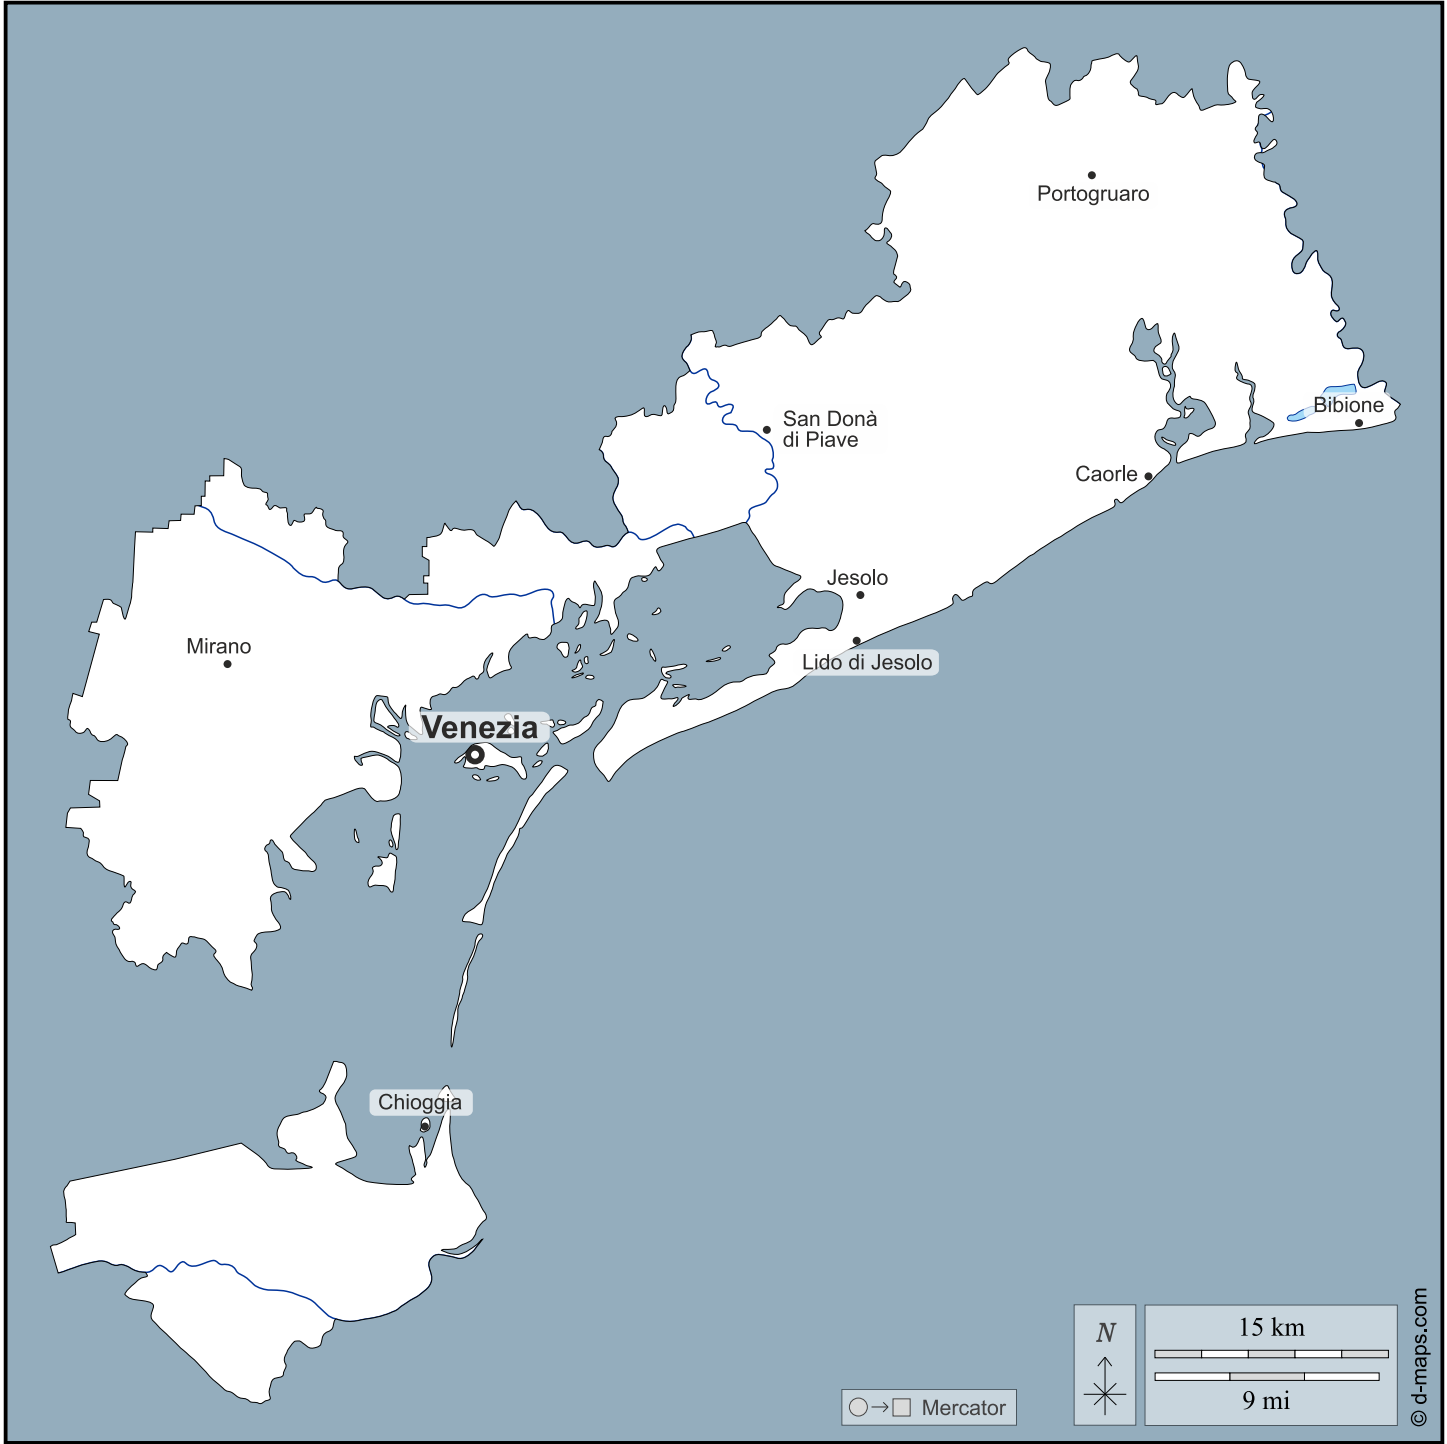 Portogruaro
Bibione
San Donà
di Piave
Caorle
Jesolo
Mirano
Lido di Jesolo
Venezia
Chioggia
N
15 km
9 mi
Mercator
© d-maps.com